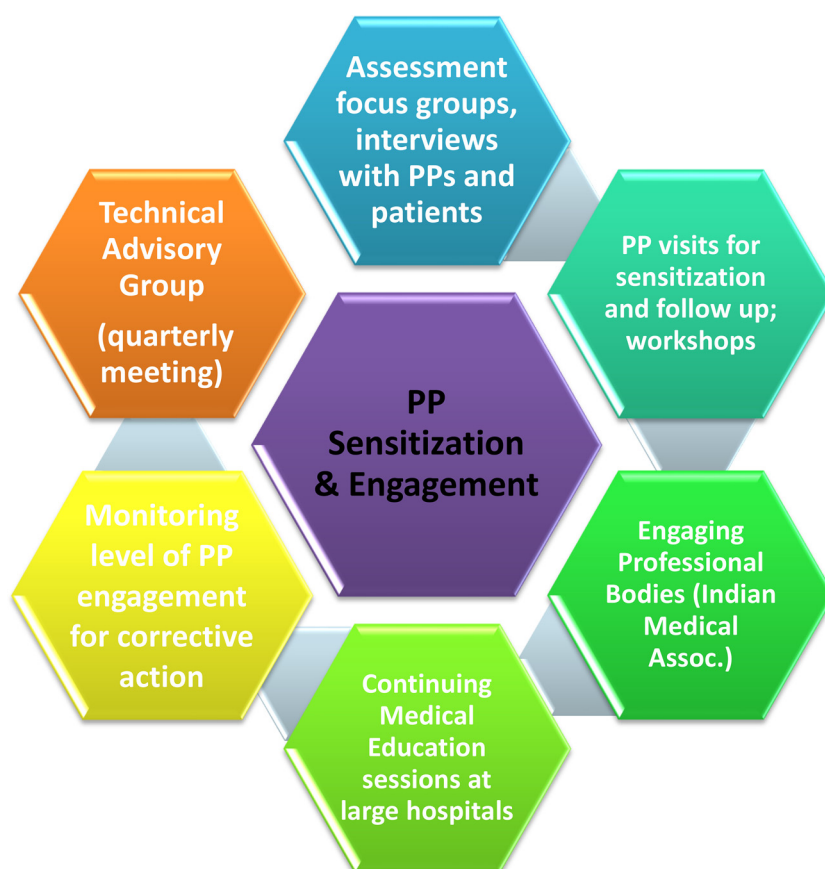 Assessment
focus groups,
interviews
with PPs and
patients
PP visits for
sensitization
and follow up;
workshops
Engaging
Professional
Bodies (Indian
Medical
Assoc.)
Continuing
Medical
Education
sessions at
large hospitals
Monitoring
level of PP
engagement
for corrective
action
Technical
Advisory
Group
(quarterly
meeting)
PP
Sensitization
& Engagement